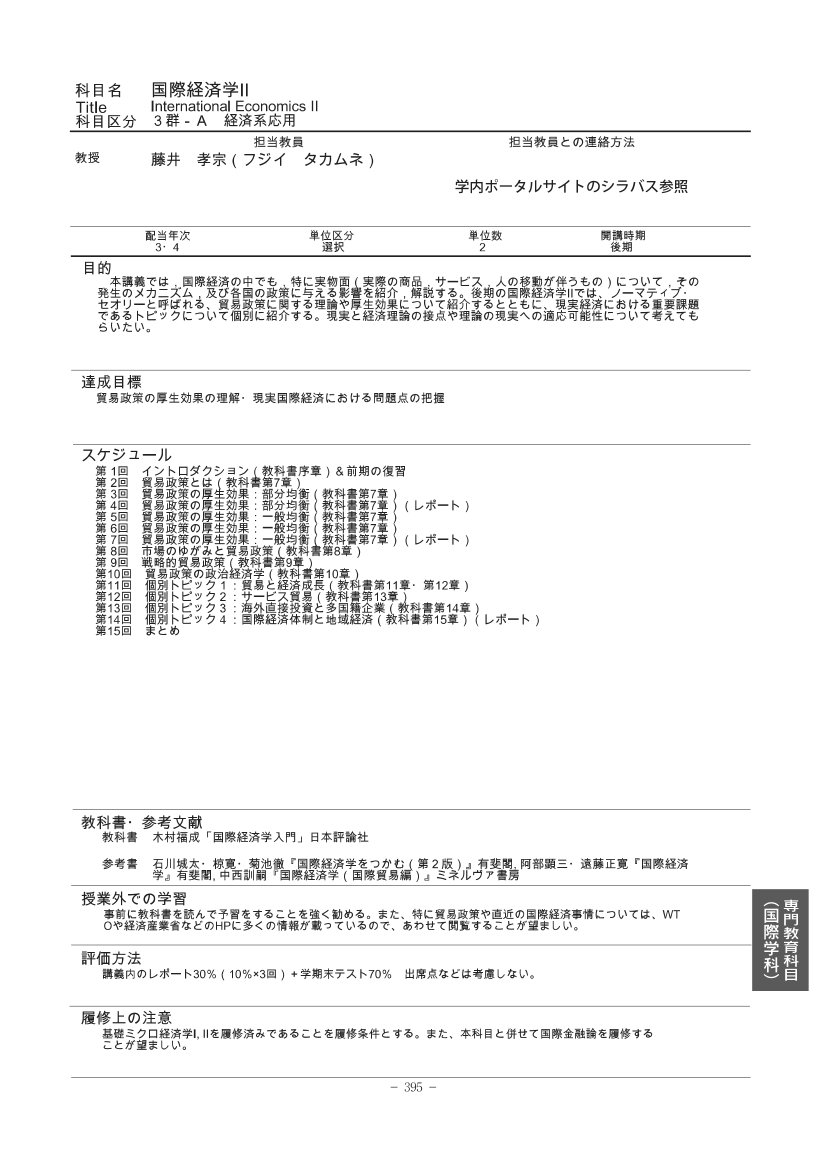 科目名 国際経済学II
Title International Economics II
科目区分 ３群 - Ａ 経済系応用
担当教員 担当教員との連絡方法
教授 藤井 孝宗（フジイ タカムネ）
学内ポータルサイトのシラバス参照
配当年次 単位区分 単位数 開講時期
3・4 選択 2 後期
目的
本講義では，国際経済の中でも，特に実物面（実際の商品，サービス，人の移動が伴うもの）について，その
発生のメカニズム，及び各国の政策に与える影響を紹介，解説する。後期の国際経済学IIでは、ノーマティブ・
セオリーと呼ばれる、貿易政策に関する理論や厚生効果について紹介するとともに、現実経済における重要課題
であるトピックについて個別に紹介する。現実と経済理論の接点や理論の現実への適応可能性について考えても
らいたい。
達成目標
貿易政策の厚生効果の理解・現実国際経済における問題点の把握
スケジュール
第 1回 イントロダクション（教科書序章）＆前期の復習
第 2回 貿易政策とは（教科書第7章）
第 3回 貿易政策の厚生効果：部分均衡（教科書第7章）
第 4回 貿易政策の厚生効果：部分均衡（教科書第7章）（レポート）
第 5回 貿易政策の厚生効果：一般均衡（教科書第7章）
第 6回 貿易政策の厚生効果：一般均衡（教科書第7章）
第 7回 貿易政策の厚生効果：一般均衡（教科書第7章）（レポート）
第 8回 市場のゆがみと貿易政策（教科書第8章）
第 9回 戦略的貿易政策（教科書第9章）
第10回 貿易政策の政治経済学（教科書第10章）
第11回 個別トピック１：貿易と経済成長（教科書第11章・第12章）
第12回 個別トピック２：サービス貿易（教科書第13章）
第13回 個別トピック３：海外直接投資と多国籍企業（教科書第14章）
第14回 個別トピック４：国際経済体制と地域経済（教科書第15章）（レポート）
第15回 まとめ
教科書・参考文献
教科書 木村福成「国際経済学入門」日本評論社
参考書 石川城太・椋寛・菊池徹『国際経済学をつかむ（第２版）』有斐閣, 阿部顕三・遠藤正寛『国際経済
学』有斐閣, 中西訓嗣『国際経済学（国際貿易編）』ミネルヴァ書房
授業外での学習
事前に教科書を読んで予習をすることを強く勧める。また、特に貿易政策や直近の国際経済事情については、WT
Oや経済産業省などのHPに多くの情報が載っているので、あわせて閲覧することが望ましい。
評価方法
講義内のレポート30%（10%×3回）＋学期末テスト70% 出席点などは考慮しない。
履修上の注意
基礎ミクロ経済学I, IIを履修済みであることを履修条件とする。また、本科目と併せて国際金融論を履修する
ことが望ましい。
専門教育科目
（国際学科）
－ 395 －